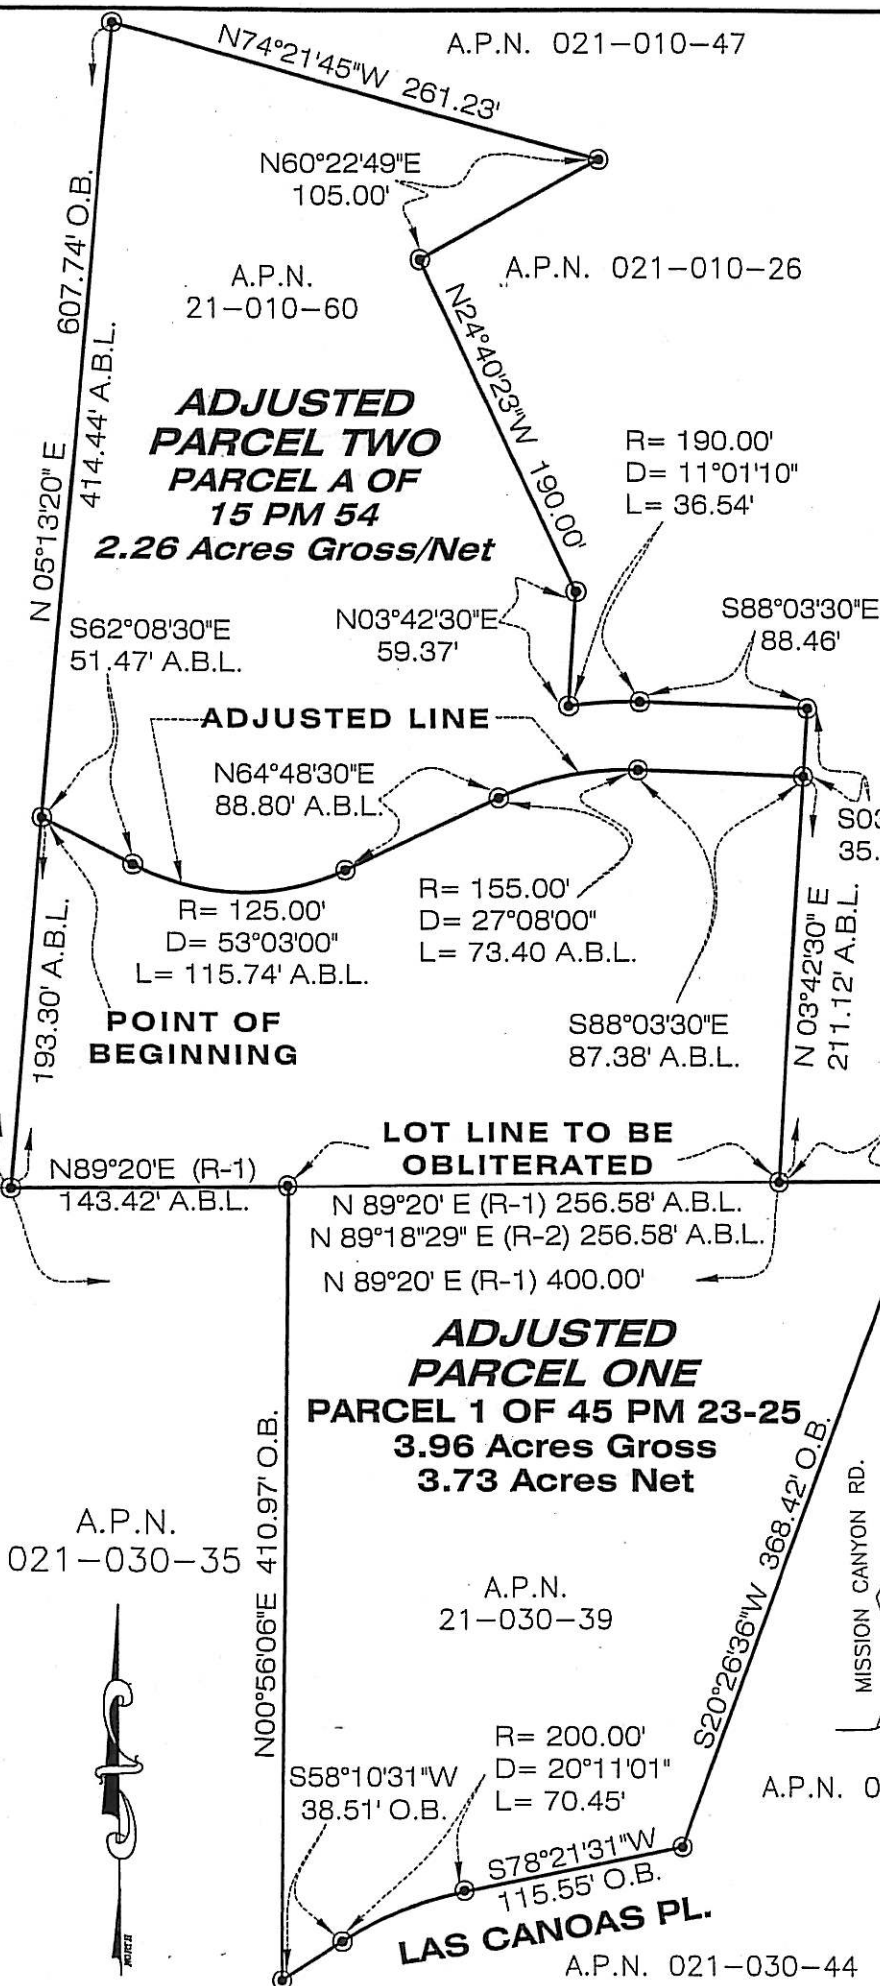 N74°21'45"W 261.23'
A.P.N. 021-010-47
N60°22'49"E
105.00'
607.74' O.B.
A.P.N.
21-010-60
A.P.N. 021-010-26
N24°40'23"W 190.00'
N 05°13'20" E
414.44' A.B.L.
ADJUSTED
PARCEL TWO
PARCEL A OF
15 PM 54
2.26 Acres Gross/Net
R= 190.00'
D= 11°01'10"
L= 36.54'
S62°08'30"E
51.47' A.B.L.
N03°42'30"E
59.37'
S88°03'30"E
88.46'
ADJUSTED LINE
N64°48'30"E
88.80' A.B.L.
S03
35.
R= 125.00'
D= 53°03'00"
L= 115.74' A.B.L.
R= 155.00'
D= 27°08'00"
L= 73.40 A.B.L.
193.30' A.B.L.
POINT OF
BEGINNING
S88°03'30"E
87.38' A.B.L.
N 03°42'30" E
211.12' A.B.L.
LOT LINE TO BE
OBLITERATED
N89°20'E (R-1)
143.42' A.B.L.
N 89°20' E (R-1) 256.58' A.B.L.
N 89°18"29" E (R-2) 256.58' A.B.L.
N 89°20' E (R-1) 400.00'
ADJUSTED
PARCEL ONE
PARCEL 1 OF 45 PM 23-25
3.96 Acres Gross
3.73 Acres Net
N00°56'06"E 410.97' O.B.
A.P.N.
021-030-35
A.P.N.
21-030-39
S20°26'36"W 368.42' O.B.
MISSION CANYON RD.
R= 200.00'
D= 20°11'01"
L= 70.45'
S58°10'31"W
38.51' O.B.
A.P.N. 0
S78°21'31"W
115.55' O.B.
LAS CANOAS PL.
A.P.N. 021-030-44
NORTH